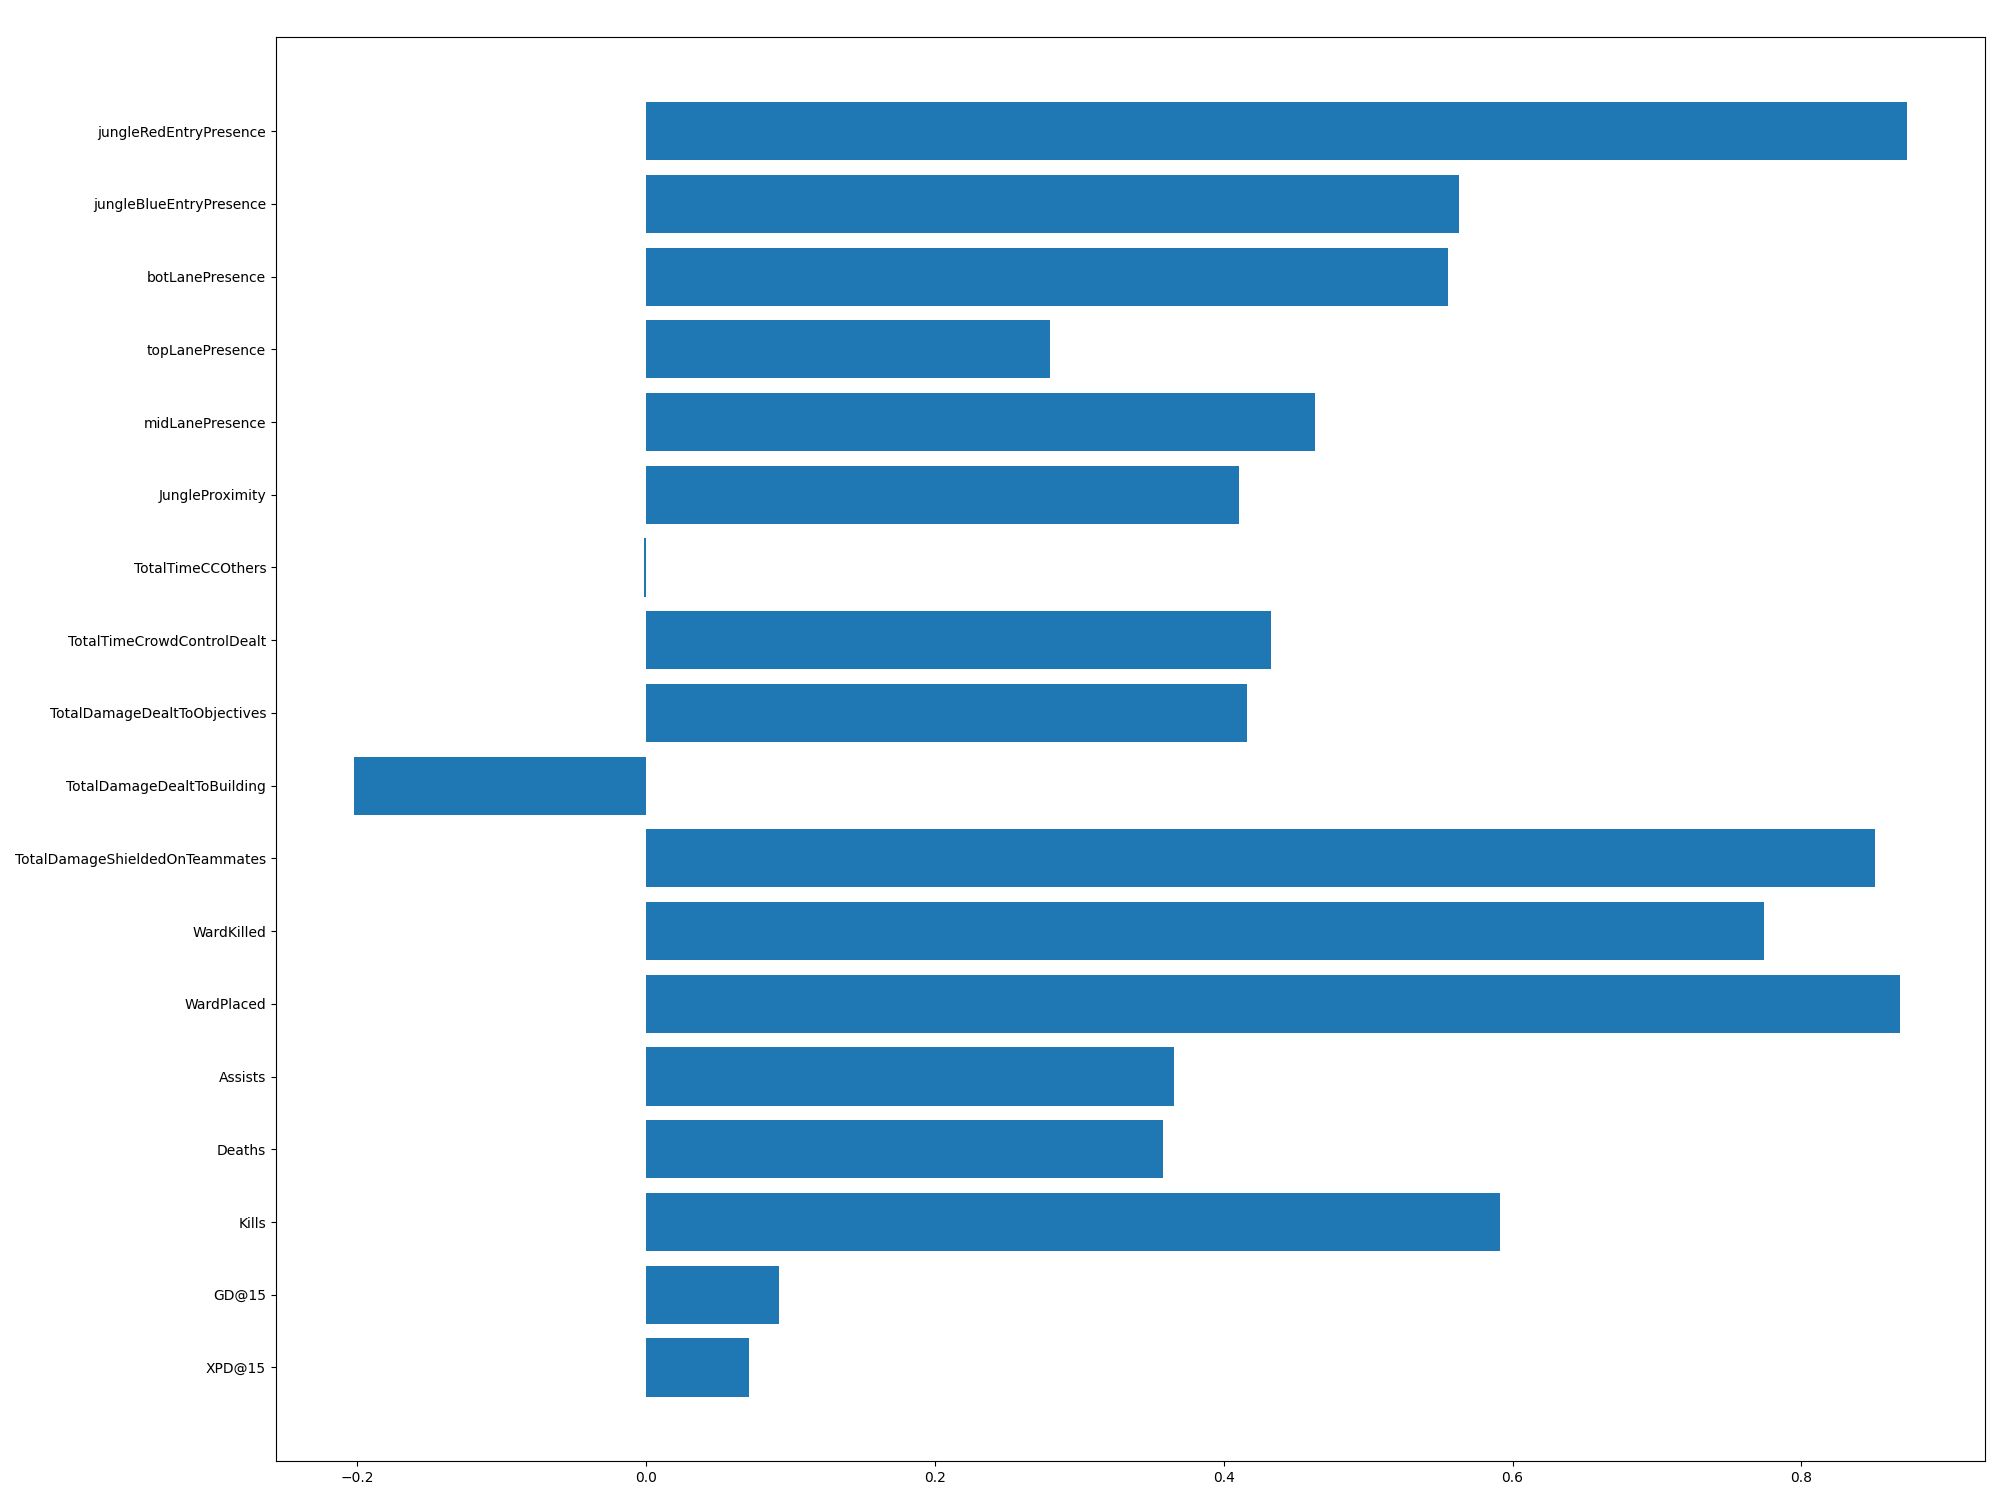 jungleRedEntryPresence
jungleBlueEntryPresence
botLanePresence
topLanePresence
midLanePresence
JungleProximity
TotalTimeCCOthers
TotalTimeCrowdControlDealt
TotalDamageDealtToObjectives
TotalDamageDealtToBuilding
TotalDamageShieldedOnTeammates
WardKilled
WardPlaced
Assists
Deaths
Kills
GD@15
XPD@15
−0.2 0.0 0.2 0.4 0.6 0.8